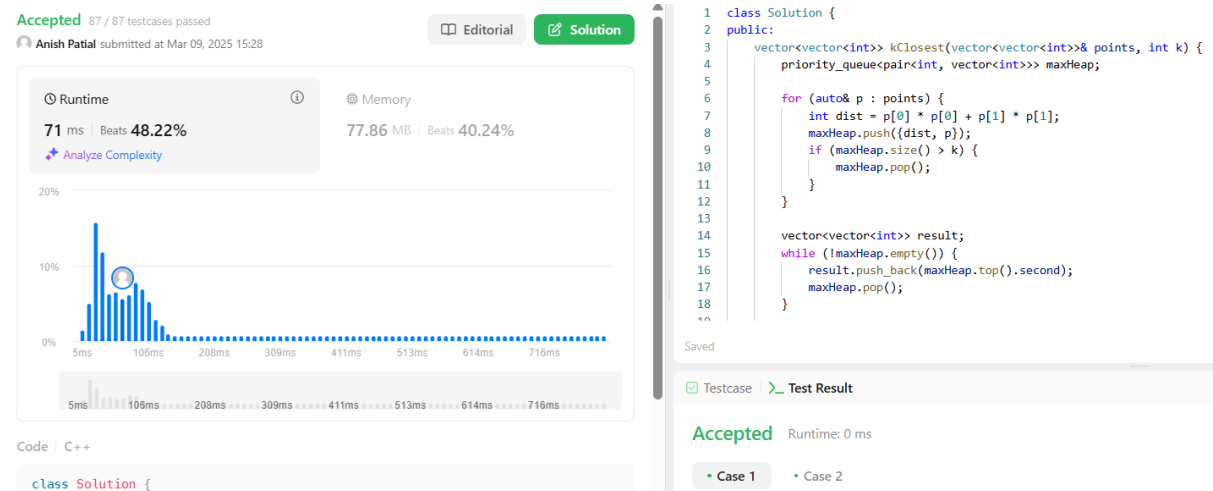 Accepted 87 / 87 testcases passed
Anish Patial submitted at Mar 09, 2025 15:28
Editorial
Solution
Runtime
71 ms | Beats 48.22%
Analyze Complexity
Memory
77.86 MB | Beats 40.24%
20%
10%
0%
5ms 106ms 208ms 309ms 411ms 513ms 614ms 716ms
5ms 106ms 208ms 309ms 411ms 513ms 614ms 716ms
Code | C++
class Solution {
1 class Solution {
2 public:
3     vector<vector<int>> kClosest(vector<vector<int>>& points, int k) {
4         priority_queue<pair<int, vector<int>>> maxHeap;
5
6         for (auto& p : points) {
7             int dist = p[0] * p[0] + p[1] * p[1];
8             maxHeap.push({dist, p});
9             if (maxHeap.size() > k) {
10                 maxHeap.pop();
11             }
12         }
13
14         vector<vector<int>> result;
15         while (!maxHeap.empty()) {
16             result.push_back(maxHeap.top().second);
17             maxHeap.pop();
18         }
19
Saved
Testcase | Test Result
Accepted Runtime: 0 ms
• Case 1 • Case 2